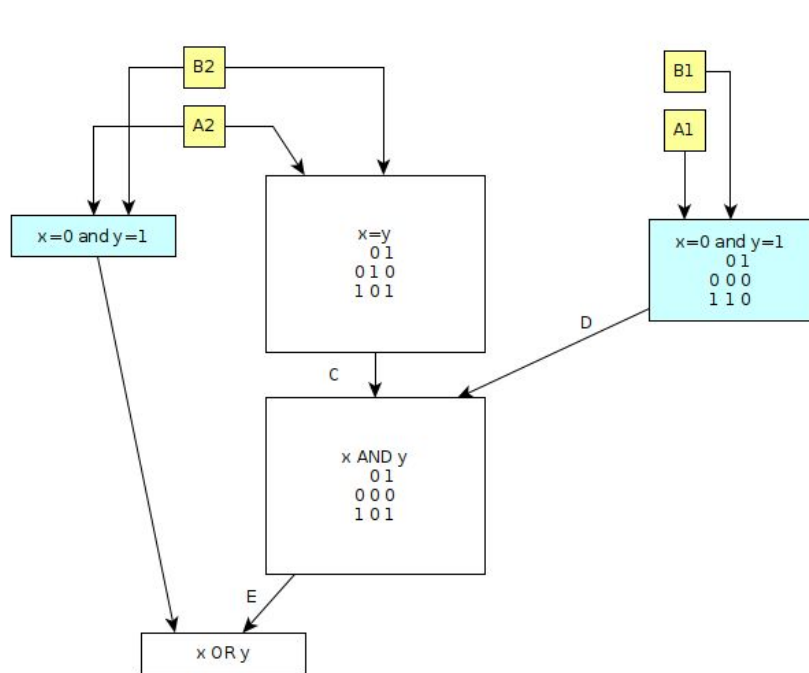 B2
B1
A2
A1
x=0 and y=1
x=y
0 1
0 1 0
1 0 1
x=0 and y=1
0 1
0 0 0
1 1 0
D
C
x AND y
0 1
0 0 0
1 0 1
E
x OR y